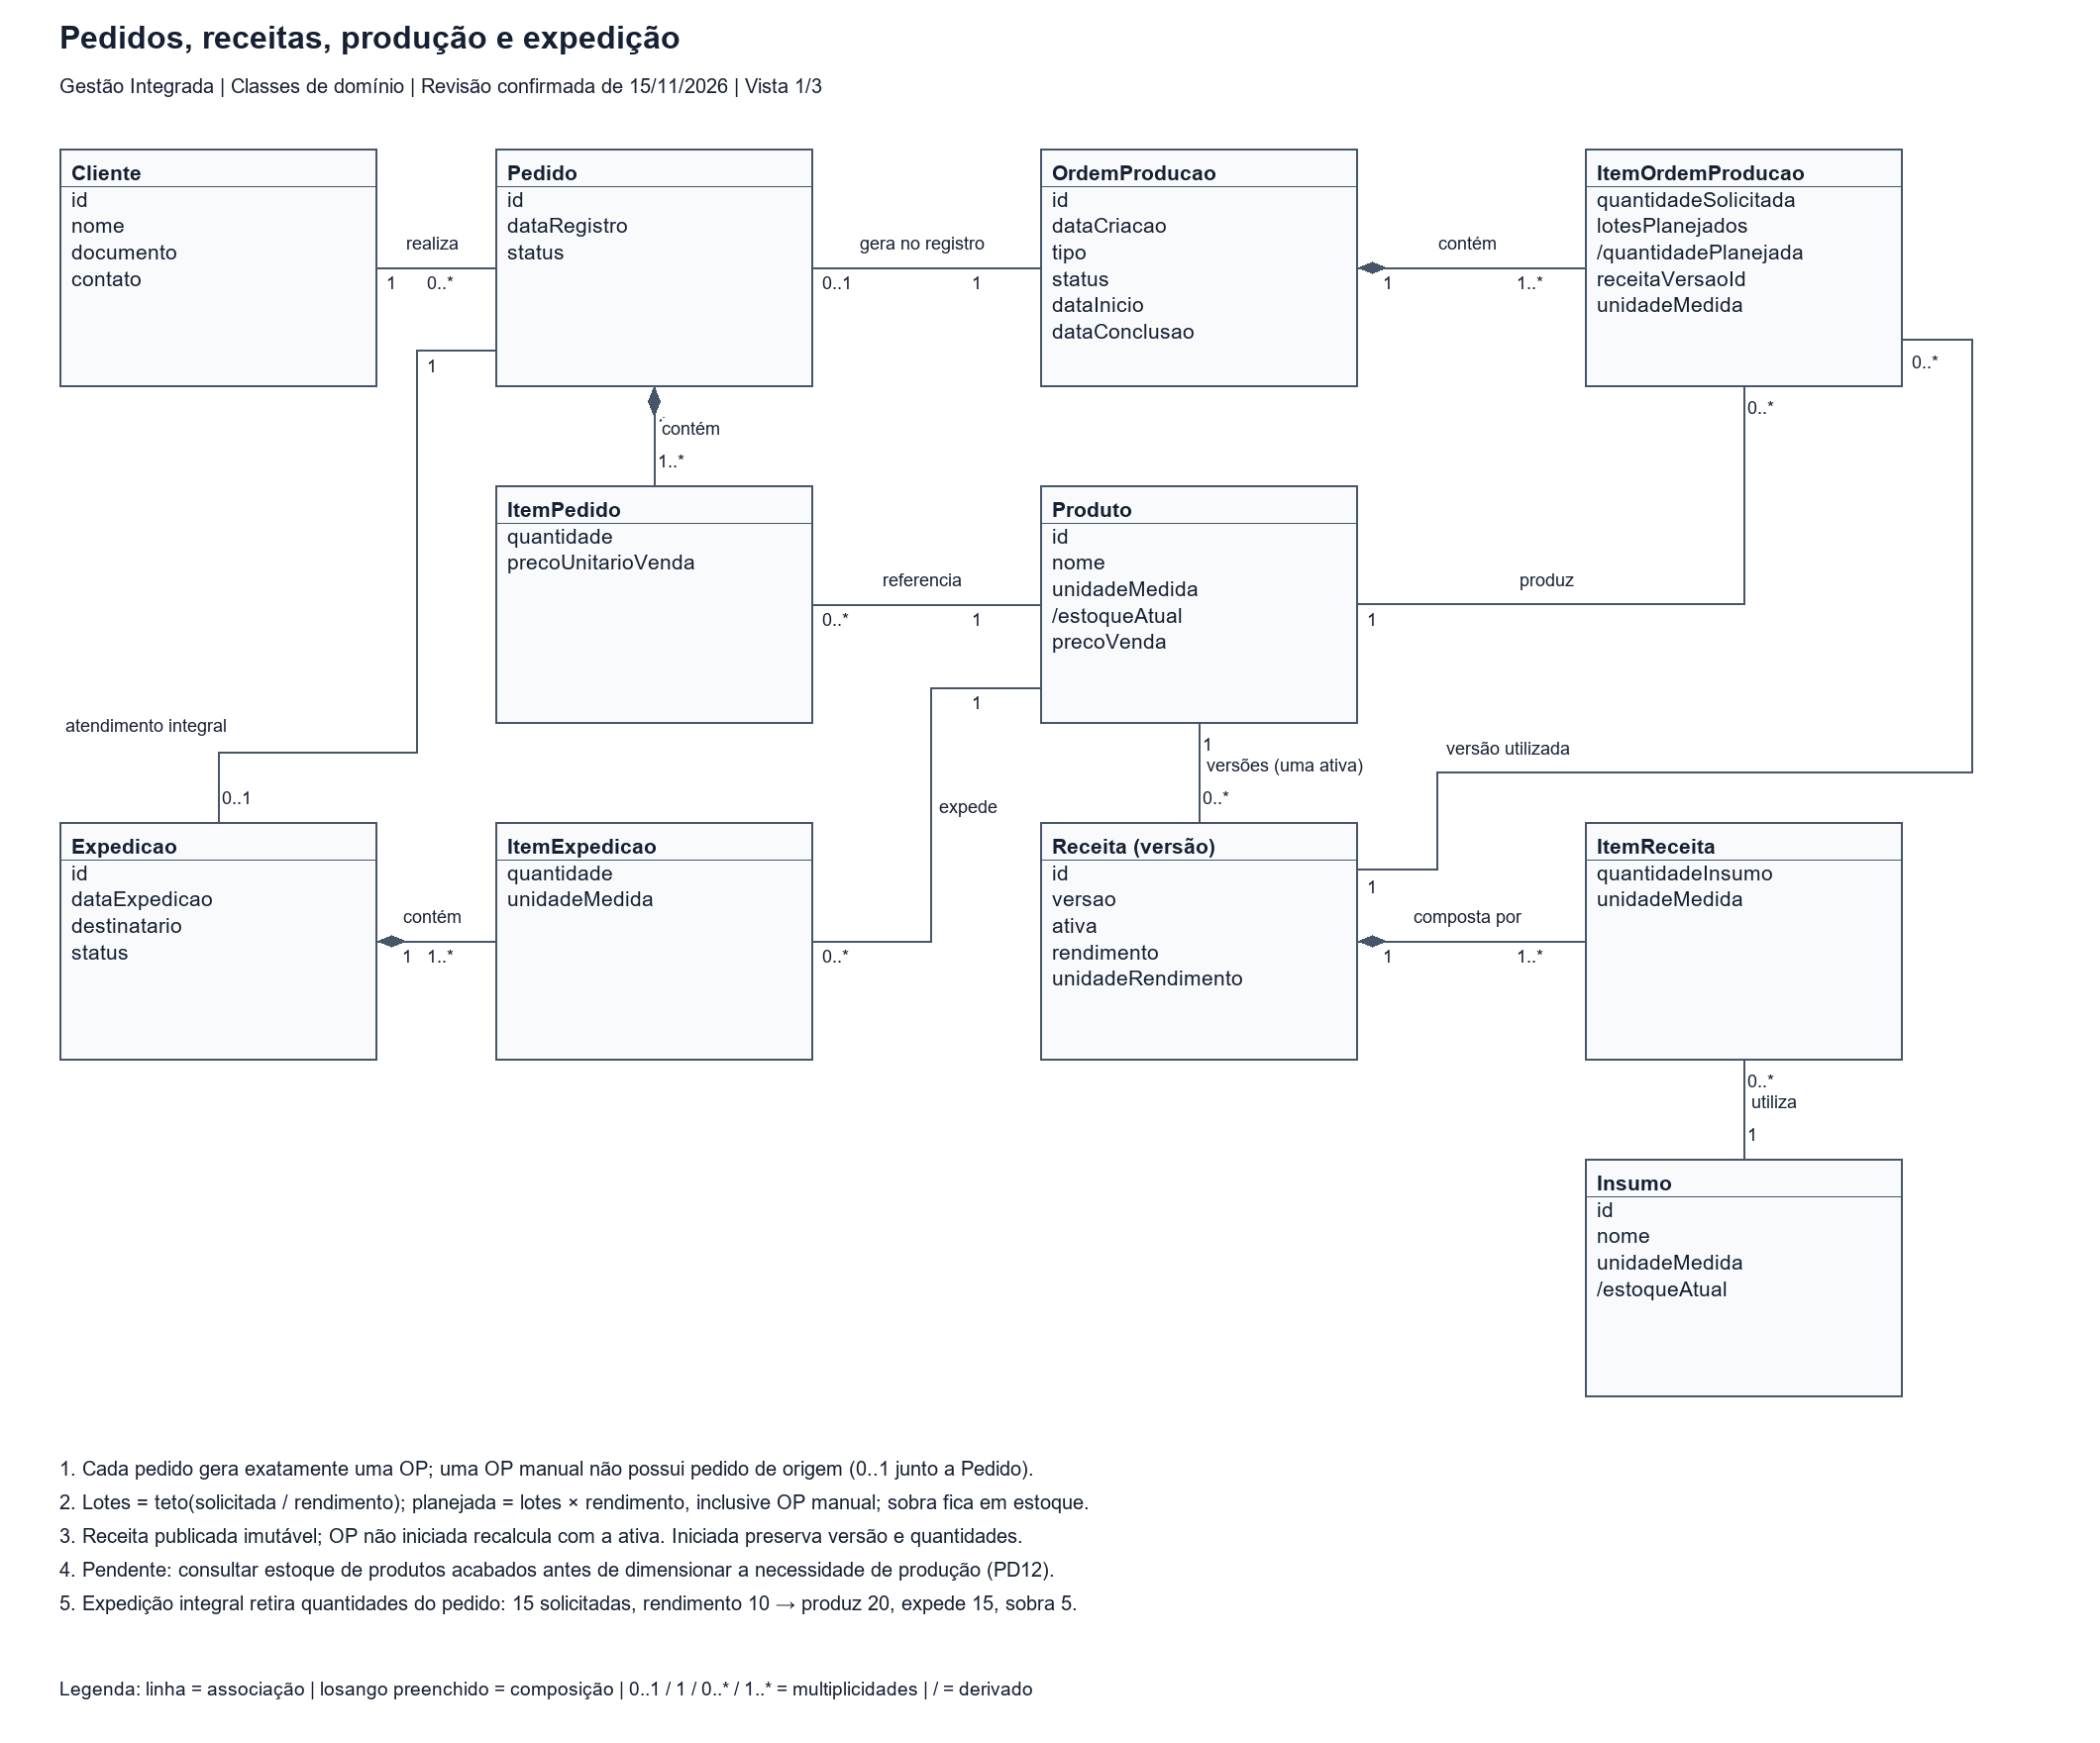 Pedidos, receitas, produção e expedição
Gestão Integrada | Classes de domínio | Revisão confirmada de 15/11/2026 | Vista 1/3
Cliente
id
nome
documento
contato
realiza
1
0..*
Pedido
id
dataRegistro
status
gera no registro
0..1
1
OrdemProducao
id
dataCriacao
tipo
status
dataInicio
dataConclusao
contém
1
1..*
ItemOrdemProducao
quantidadeSolicitada
lotesPlanejados
/quantidadePlanejada
receitaVersaoId
unidadeMedida
0..*
0..*
1
contém
1..*
ItemPedido
quantidade
precoUnitarioVenda
referencia
0..*
1
Produto
id
nome
unidadeMedida
/estoqueAtual
precoVenda
produz
1
1
atendimento integral
0..1
expede
1
versões (uma ativa)
0..*
versão utilizada
Expedicao
id
dataExpedicao
destinatario
status
contém
1
1..*
ItemExpedicao
quantidade
unidadeMedida
0..*
Receita (versão)
id
versao
ativa
rendimento
unidadeRendimento
1
composta por
1
1..*
ItemReceita
quantidadeInsumo
unidadeMedida
0..*
utiliza
1
Insumo
id
nome
unidadeMedida
/estoqueAtual
1. Cada pedido gera exatamente uma OP; uma OP manual não possui pedido de origem (0..1 junto a Pedido).
2. Lotes = teto(solicitada / rendimento); planejada = lotes × rendimento, inclusive OP manual; sobra fica em estoque.
3. Receita publicada imutável; OP não iniciada recalcula com a ativa. Iniciada preserva versão e quantidades.
4. Pendente: consultar estoque de produtos acabados antes de dimensionar a necessidade de produção (PD12).
5. Expedição integral retira quantidades do pedido: 15 solicitadas, rendimento 10 → produz 20, expede 15, sobra 5.
Legenda: linha = associação | losango preenchido = composição | 0..1 / 1 / 0..* / 1..* = multiplicidades | / = derivado